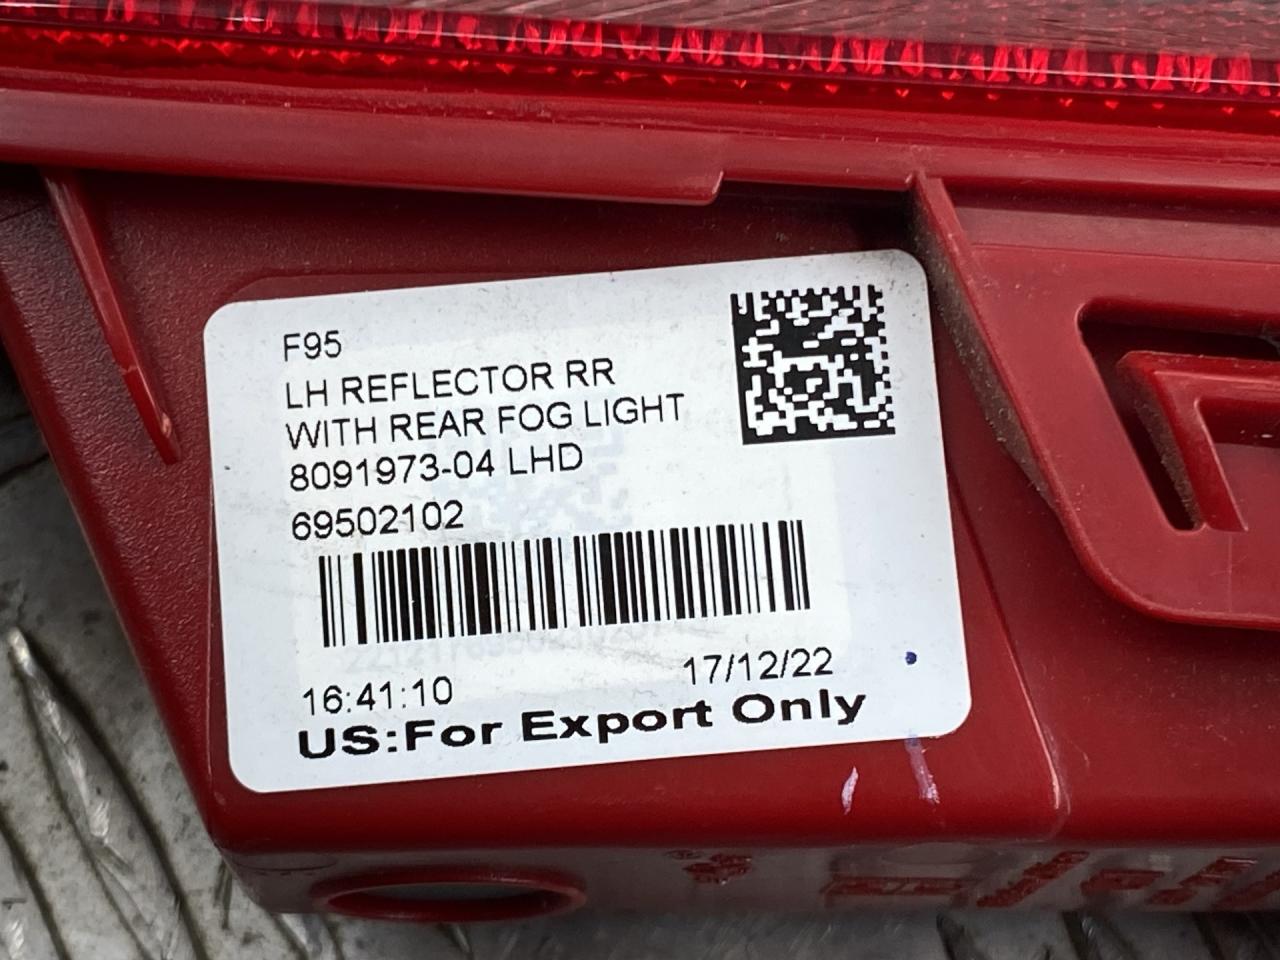 F95
LH REFLECTOR RR
WITH REAR FOG LIGHT
8091973-04 LHD
69502102
16:41:10
17/12/22
US:For Export Only